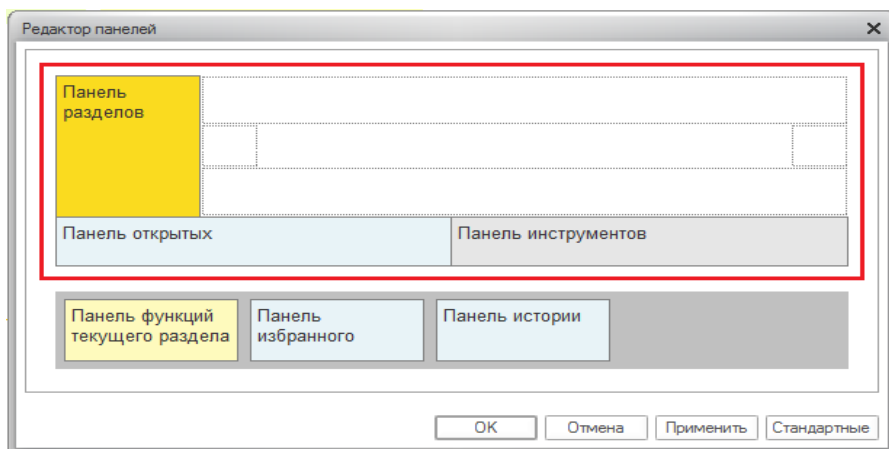 Редактор панелей
Панель
разделов
Панель открытых
Панель инструментов
Панель функций
текущего раздела
Панель
избранного
Панель истории
OK
Отмена
Применить
Стандартные